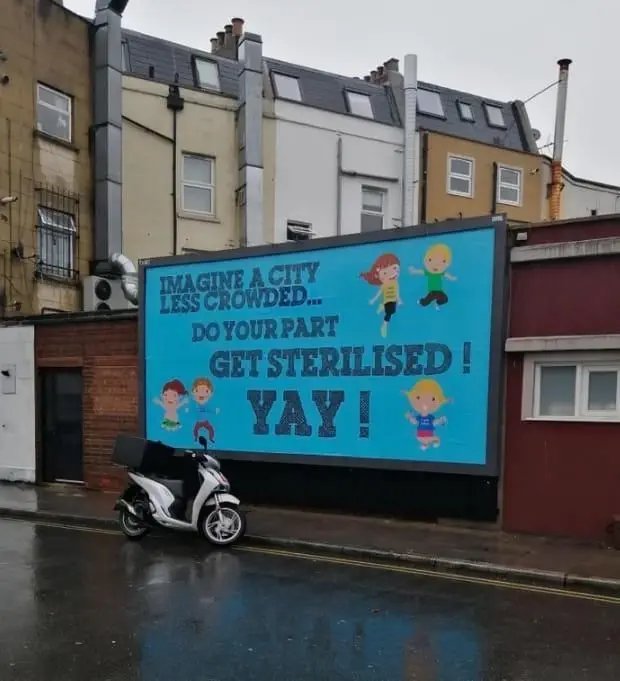 IMAGINE A CITY
LESS CROWDED...
DO YOUR PART
GET STERILISED!
YAY!